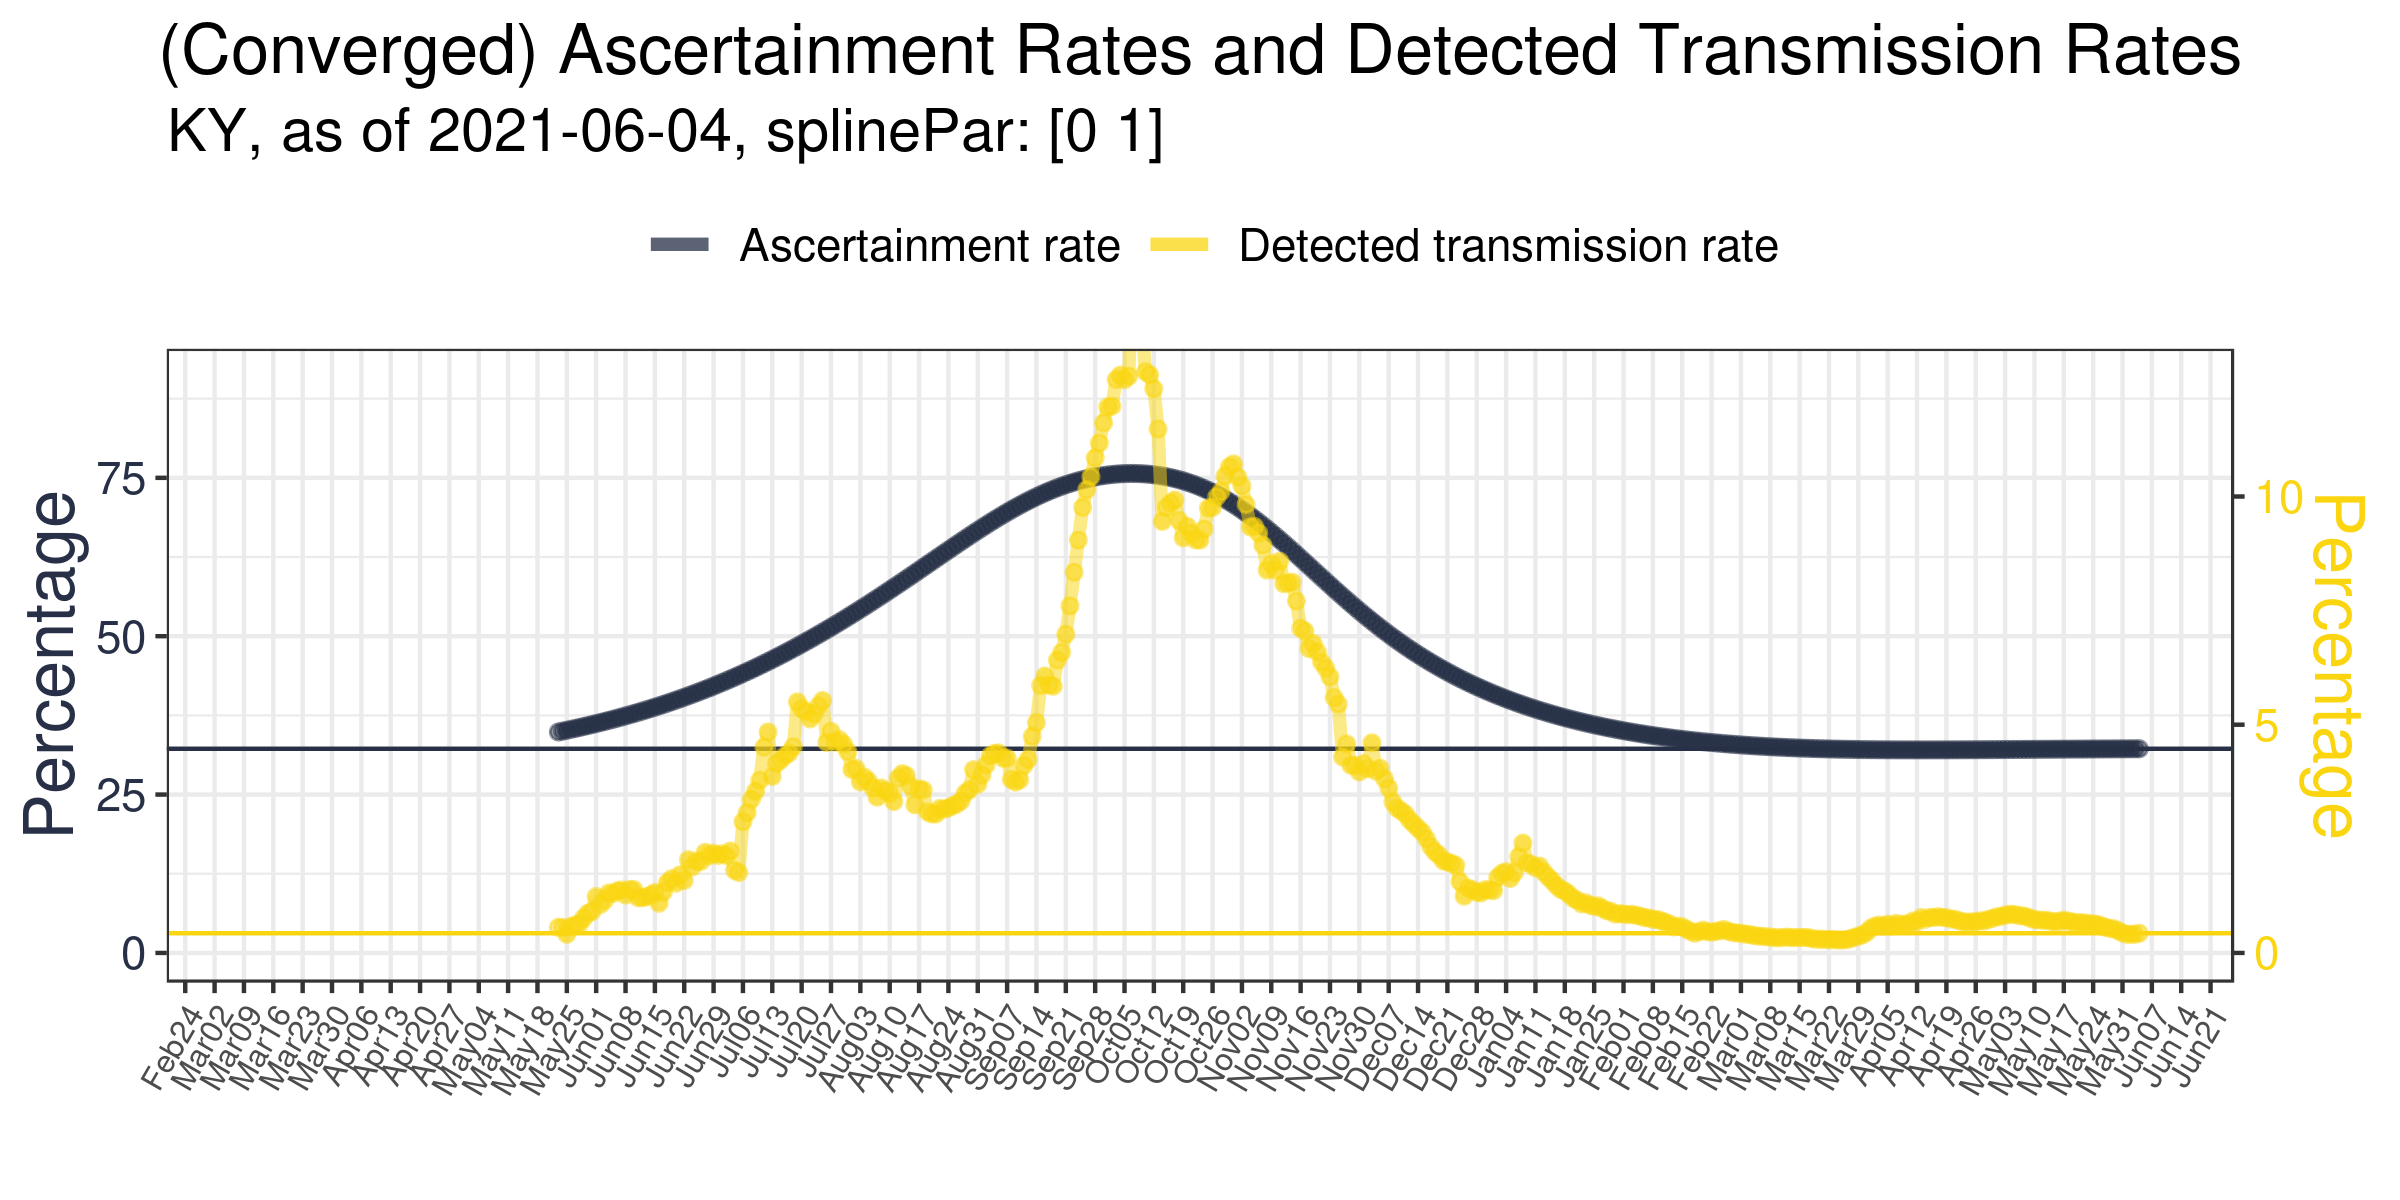 (Converged) Ascertainment Rates and Detected Transmission Rates
KY, as of 2021-06-04, splinePar: [0 1]
Ascertainment rate
Detected transmission rate
Percentage
75
50
25
0
10
5
0
Percentage
Feb24
Mar02
Mar09
Mar16
Mar23
Mar30
Apr06
Apr13
Apr20
Apr27
May04
May11
May18
May25
Jun01
Jun08
Jun15
Jun22
Jun29
Jul06
Jul13
Jul20
Jul27
Aug03
Aug10
Aug17
Aug24
Aug31
Sep07
Sep14
Sep21
Sep28
Oct05
Oct12
Oct19
Oct26
Nov02
Nov09
Nov16
Nov23
Nov30
Dec07
Dec14
Dec21
Dec28
Jan04
Jan11
Jan18
Jan25
Feb01
Feb08
Feb15
Feb22
Mar01
Mar08
Mar15
Mar22
Mar29
Apr05
Apr12
Apr19
Apr26
May03
May10
May17
May24
May31
Jun07
Jun14
Jun21